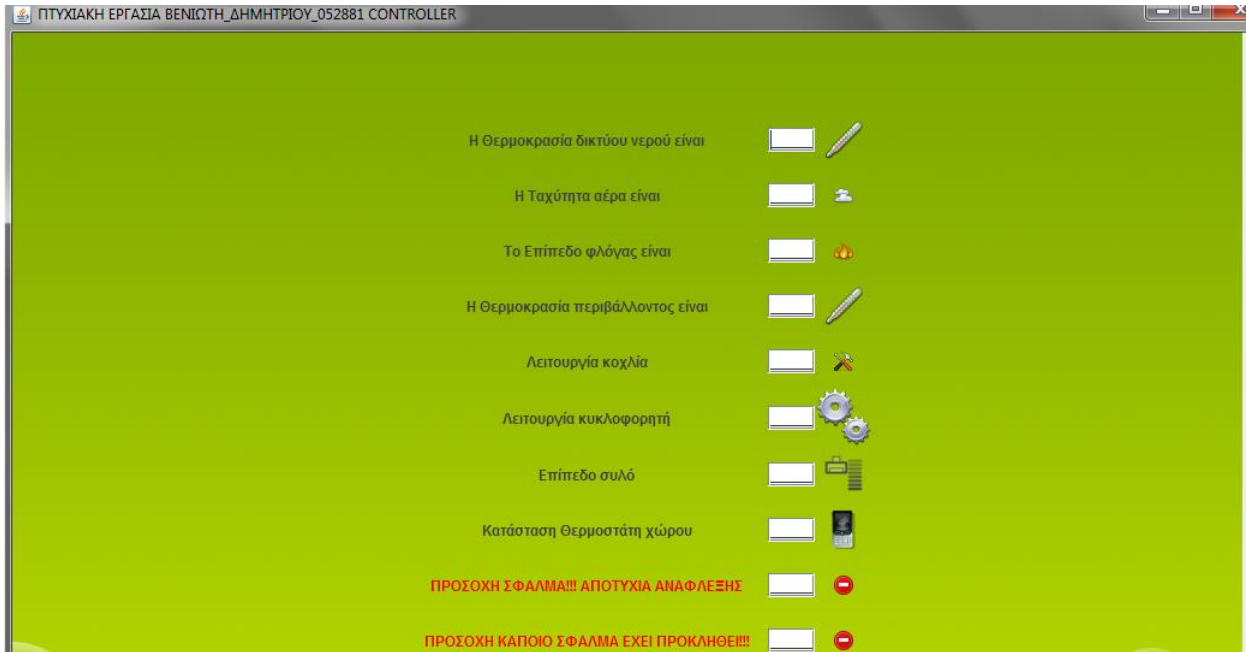 ΠΤΥΧΙΑΚΗ ΕΡΓΑΣΙΑ ΒΕΝΙΩΤΗ_ΔΗΜΗΤΡΙΟΥ_052881 CONTROLLER
Η Θερμοκρασία δικτύου νερού είναι
Η Ταχύτητα αέρα είναι
Το Επίπεδο φλόγας είναι
Η Θερμοκρασία περιβάλλοντος είναι
Λειτουργία κοχλία
Λειτουργία κυκλοφορητή
Επίπεδο συλό
Κατάσταση Θερμοστάτη χώρου
ΠΡΟΣΟΧΗ ΣΦΑΛΜΑ!!! ΑΠΟΤΥΧΙΑ ΑΝΑΦΛΕΞΗΣ
ΠΡΟΣΟΧΗ ΚΑΠΟΙΟ ΣΦΑΛΜΑ ΕΧΕΙ ΠΡΟΚΛΗΘΕΙ!!!